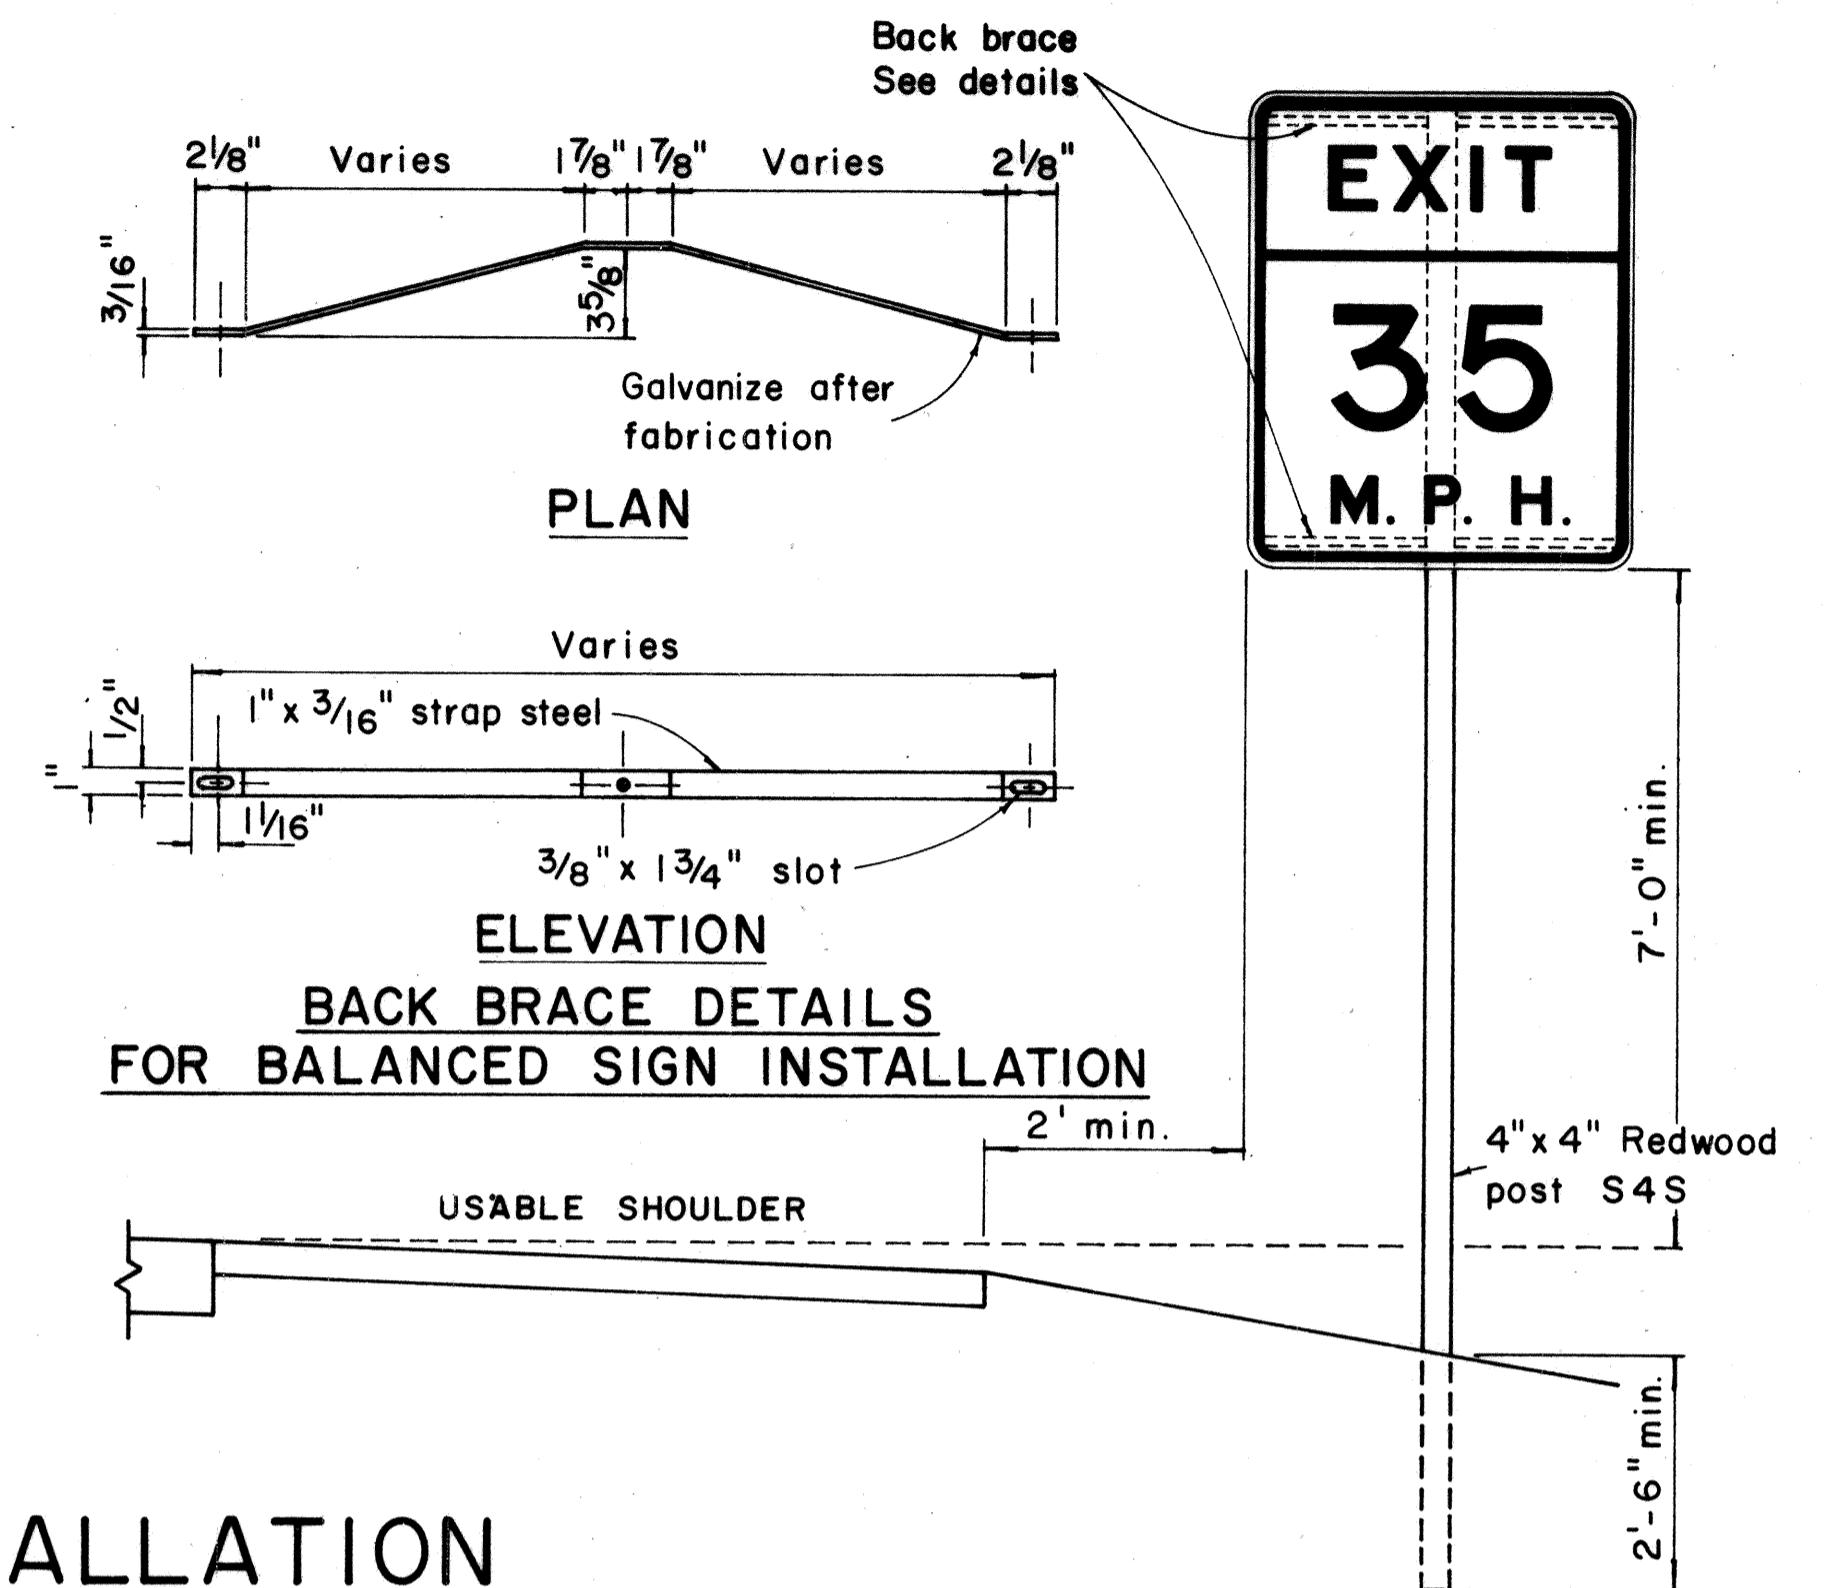 Back brace
See details
2 1/8" Varies 1 7/8" 1 7/8" Varies 2 1/8"
3/16"
3 5/8"
Galvanize after
fabrication
PLAN
EXIT
35
M. P. H.
Varies
1" x 3/16" strap steel
1/2"
1"
1 1/16"
3/8" x 1 3/4" slot
ELEVATION
BACK BRACE DETAILS
FOR BALANCED SIGN INSTALLATION
7'-0" min.
2' min.
4" x 4" Redwood
post S4S
USABLE SHOULDER
2'-6" min.
ALLATION